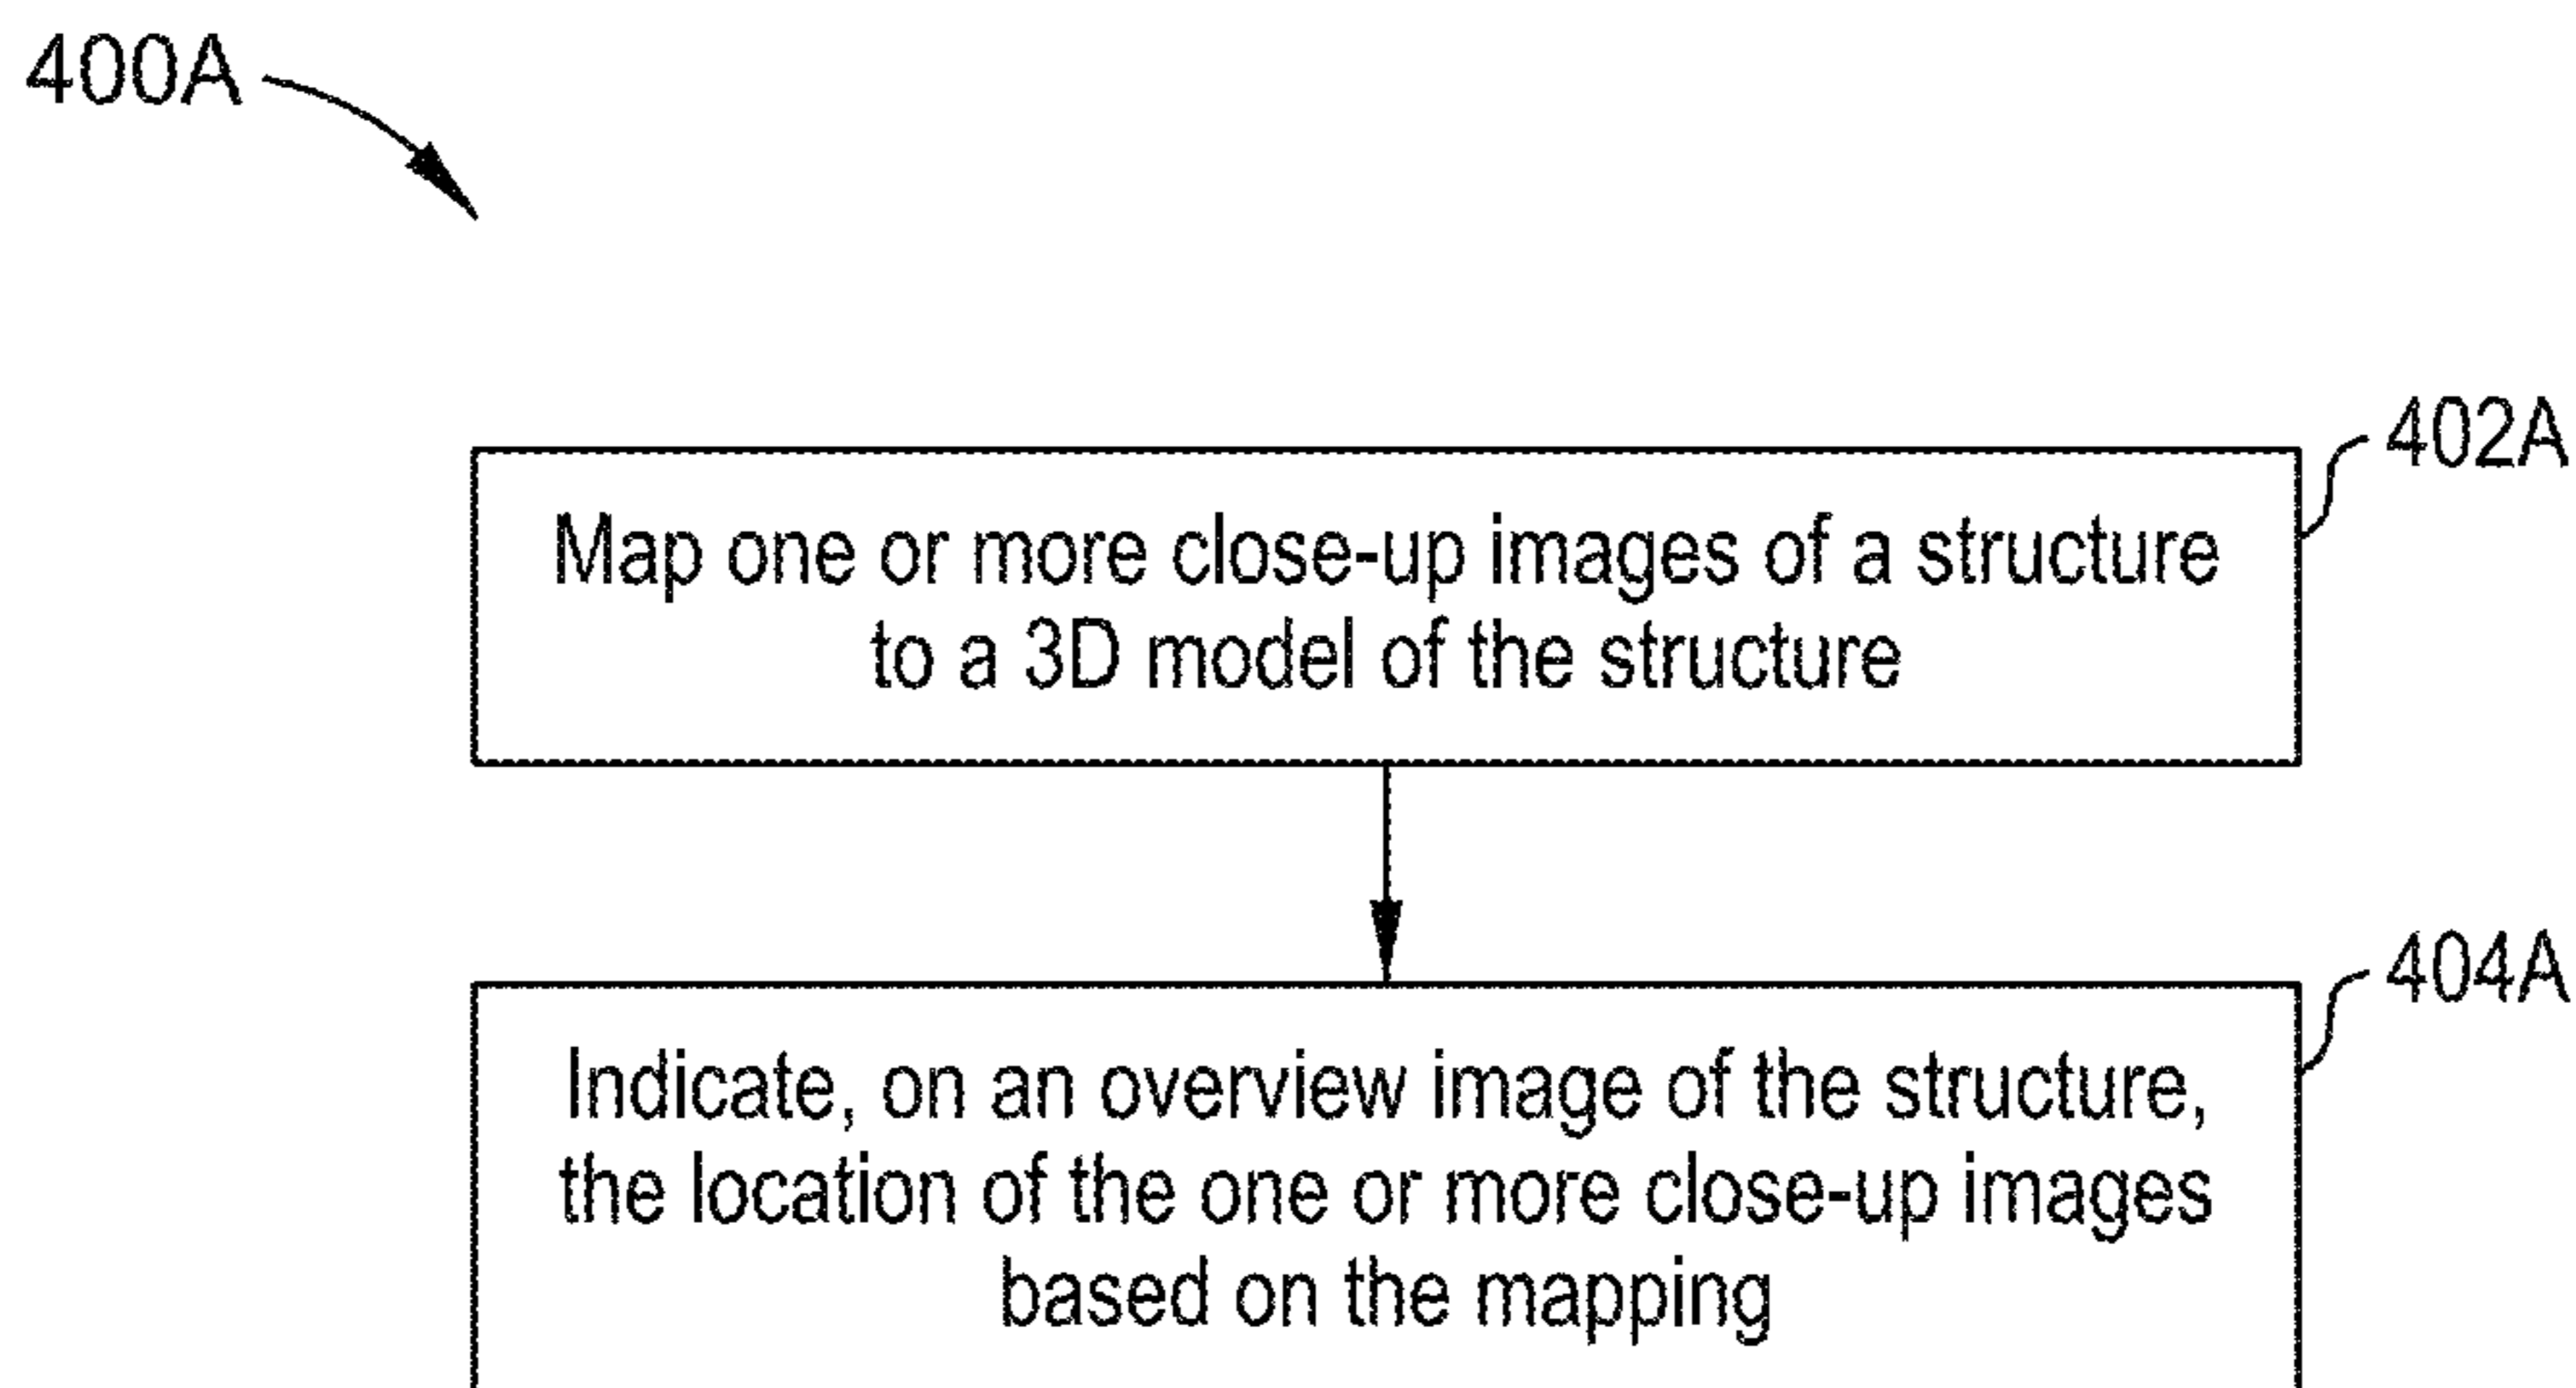 400A
402A
Map one or more close-up images of a structure
to a 3D model of the structure
404A
Indicate, on an overview image of the structure,
the location of the one or more close-up images
based on the mapping